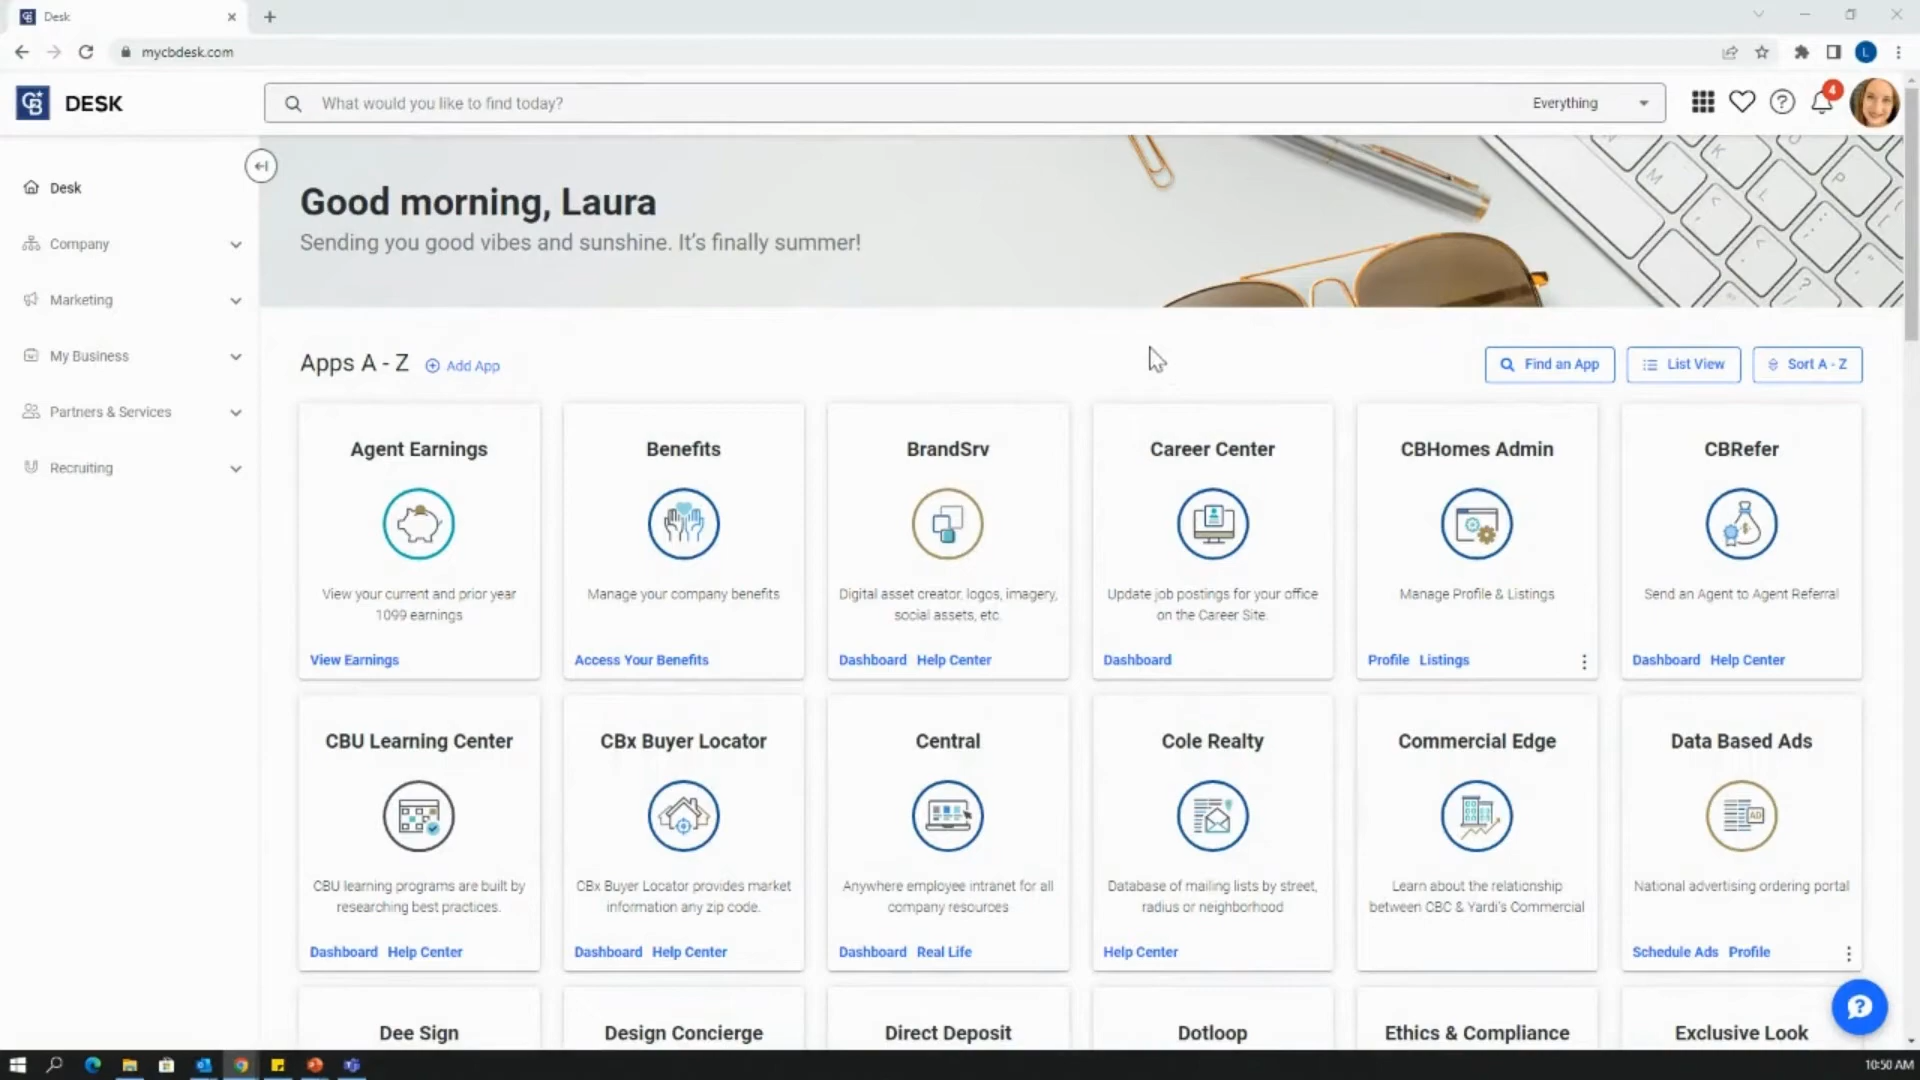 Desk
mycbdesk.com
L
CB DESK
What would you like to find today?
Everything
4
Desk
Company
Marketing
My Business
Partners & Services
Recruiting
Good morning, Laura
Sending you good vibes and sunshine. It's finally summer!
Apps A - Z
Add App
Find an App
List View
Sort A - Z
Agent Earnings
View your current and prior year
1099 earnings
View Earnings
Benefits
Manage your company benefits
Access Your Benefits
BrandSrv
Digital asset creator, logos, imagery,
social assets, etc.
Dashboard Help Center
Career Center
Update job postings for your office
on the Career Site.
Dashboard
CBHomes Admin
Manage Profile & Listings
Profile Listings
CBRefer
Send an Agent to Agent Referral
Dashboard Help Center
CBU Learning Center
CBU learning programs are built by
researching best practices.
Dashboard Help Center
CBx Buyer Locator
CBx Buyer Locator provides market
information any zip code.
Dashboard Help Center
Central
Anywhere employee intranet for all
company resources
Dashboard Real Life
Cole Realty
Database of mailing lists by street,
radius or neighborhood
Help Center
Commercial Edge
Learn about the relationship
between CBC & Yardi's Commercial
Data Based Ads
AD
National advertising ordering portal
Schedule Ads Profile
Dee Sign
Design Concierge
Direct Deposit
Dotloop
Ethics & Compliance
Exclusive Look
10:50 AM